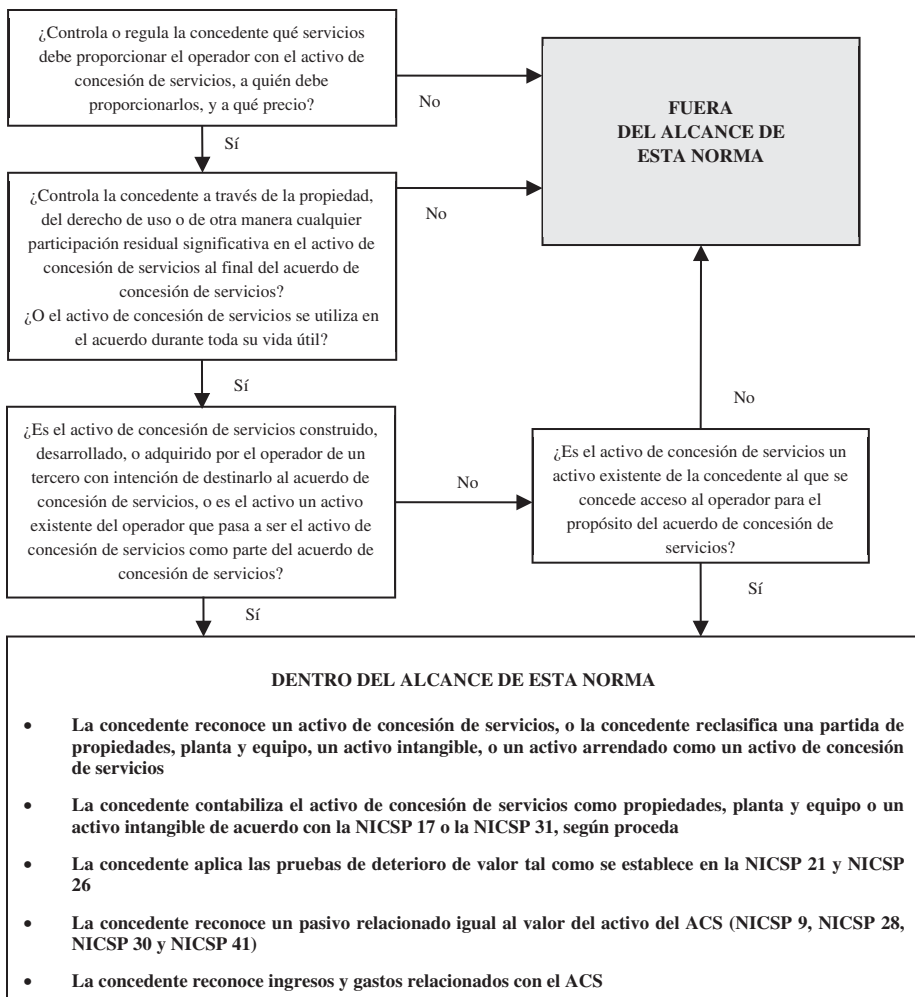 ¿Controla o regula la concedente qué servicios
debe proporcionar el operador con el activo de
concesión de servicios, a quién debe
proporcionarlos, y a qué precio?
No
FUERA
DEL ALCANCE DE
ESTA NORMA
Sí
¿Controla la concedente a través de la propiedad,
del derecho de uso o de otra manera cualquier
participación residual significativa en el activo de
concesión de servicios al final del acuerdo de
concesión de servicios?
¿O el activo de concesión de servicios se utiliza en
el acuerdo durante toda su vida útil?
No
Sí
No
¿Es el activo de concesión de servicios construido,
desarrollado, o adquirido por el operador de un
tercero con intención de destinarlo al acuerdo de
concesión de servicios, o es el activo un activo
existente del operador que pasa a ser el activo de
concesión de servicios como parte del acuerdo de
concesión de servicios?
No
¿Es el activo de concesión de servicios un
activo existente de la concedente al que se
concede acceso al operador para el
propósito del acuerdo de concesión de
servicios?
Sí
Sí
DENTRO DEL ALCANCE DE ESTA NORMA
• La concedente reconoce un activo de concesión de servicios, o la concedente reclasifica una partida de
propiedades, planta y equipo, un activo intangible, o un activo arrendado como un activo de concesión
de servicios
• La concedente contabiliza el activo de concesión de servicios como propiedades, planta y equipo o un
activo intangible de acuerdo con la NICSP 17 o la NICSP 31, según proceda
• La concedente aplica las pruebas de deterioro de valor tal como se establece en la NICSP 21 y NICSP
26
• La concedente reconoce un pasivo relacionado igual al valor del activo del ACS (NICSP 9, NICSP 28,
NICSP 30 y NICSP 41)
• La concedente reconoce ingresos y gastos relacionados con el ACS